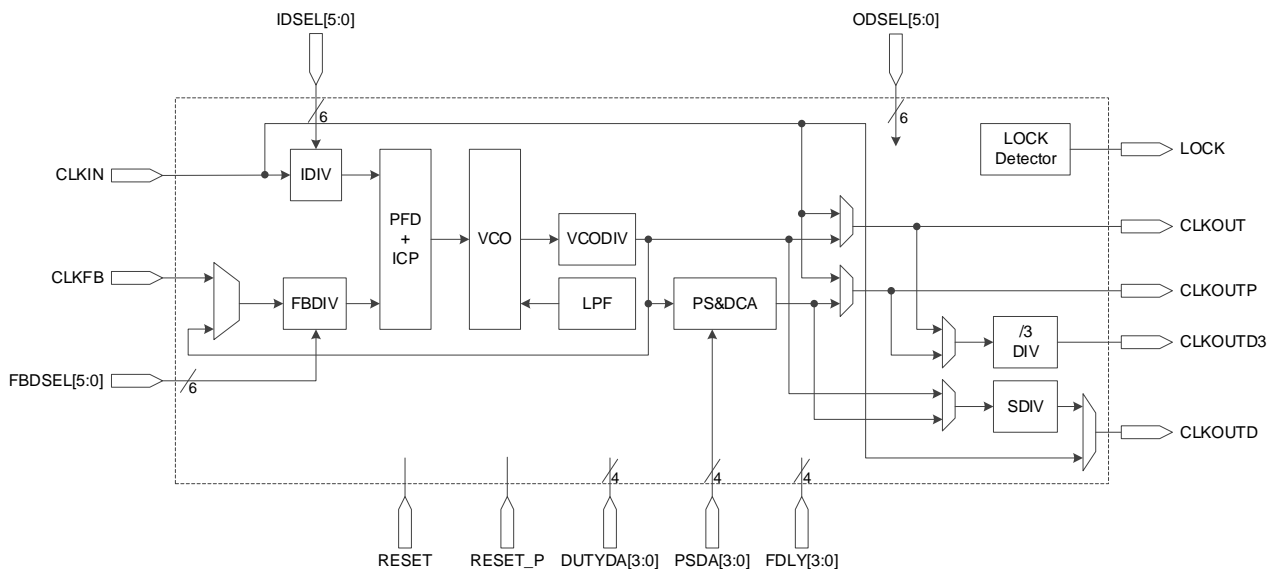 IDSEL[5:0]
ODSEL[5:0]
6
6
LOCK
Detector
LOCK
CLKIN
IDIV
PFD
+
ICP
VCO
VCODIV
CLKOUT
CLKFB
FBDIV
LPF
PS&DCA
CLKOUTP
/3
DIV
CLKOUTD3
FBDSEL[5:0]
6
SDIV
CLKOUTD
4
4
4
RESET
RESET_P
DUTYDA[3:0]
PSDA[3:0]
FDLY[3:0]